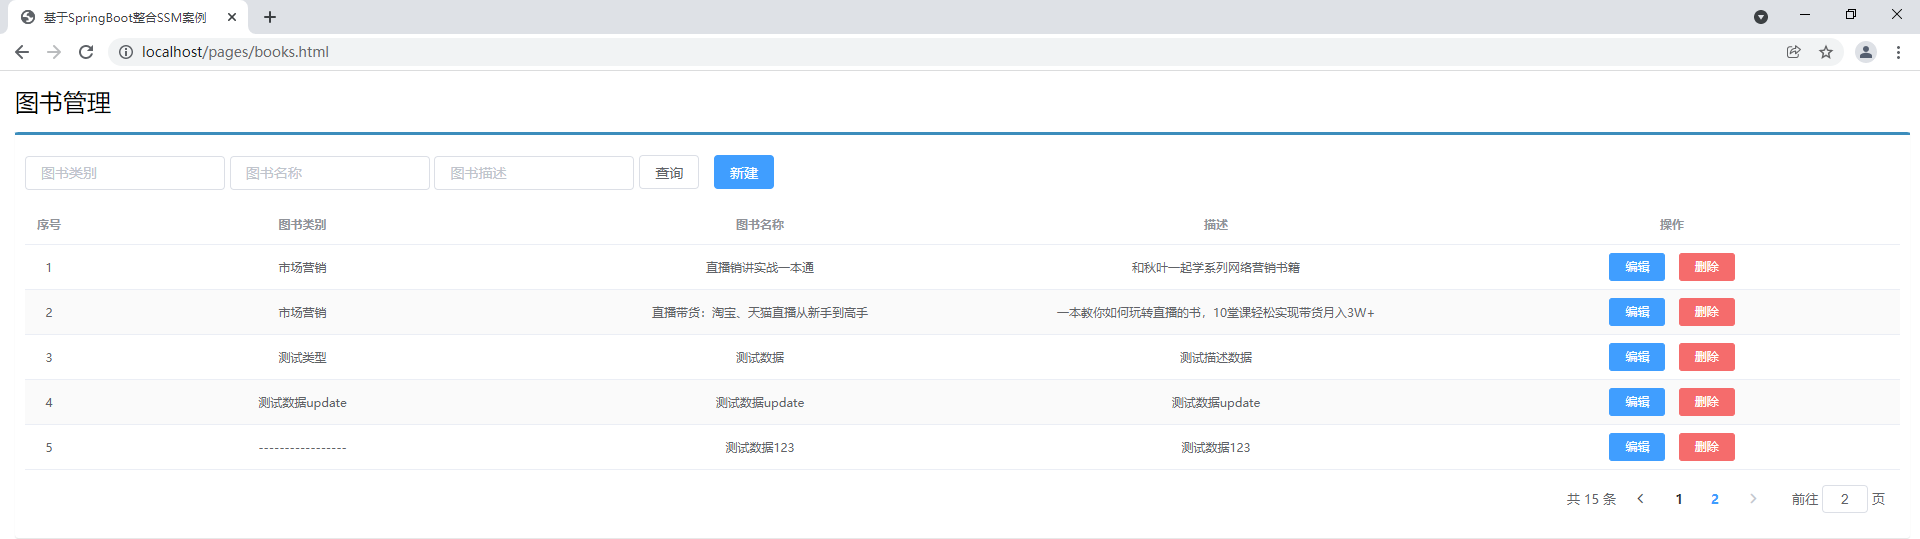 基于SpringBoot整合SSM案例
localhost/pages/books.html
图书管理
图书类别 图书名称 图书描述 查询 新建
序号 图书类别 图书名称 描述 操作
1 市场营销 直播销讲实战一本通 和秋叶一起学系列网络营销书籍 编辑 删除
2 市场营销 直播带货：淘宝、天猫直播从新手到高手 一本教你如何玩转直播的书，10堂课轻松实现带货月入3W+ 编辑 删除
3 测试类型 测试数据 测试描述数据 编辑 删除
4 测试数据update 测试数据update 测试数据update 编辑 删除
5 ----------------- 测试数据123 测试数据123 编辑 删除
共 15 条 1 2 前往 2 页